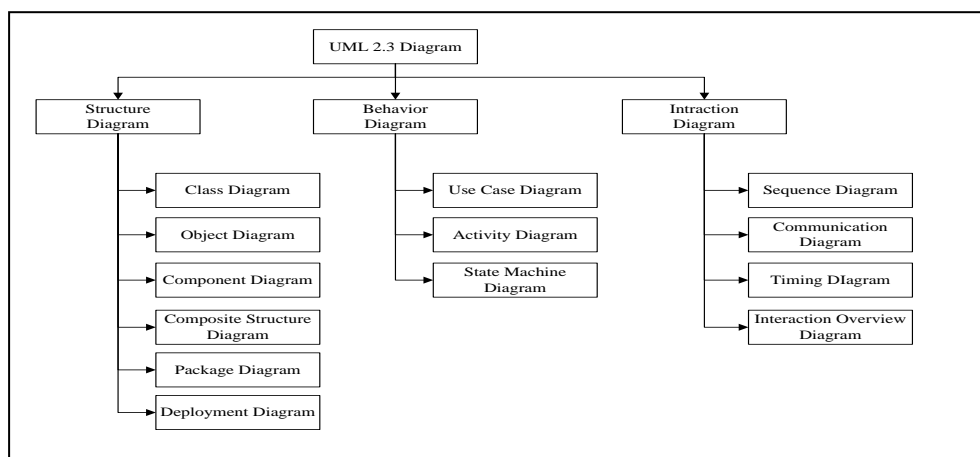 UML 2.3 Diagram
Structure
Diagram
Behavior
Diagram
Intraction
Diagram
Class Diagram
Object Diagram
Component Diagram
Composite Structure
Diagram
Package Diagram
Deployment Diagram
Use Case Diagram
Activity Diagram
State Machine
Diagram
Sequence Diagram
Communication
Diagram
Timing DIagram
Interaction Overview
Diagram